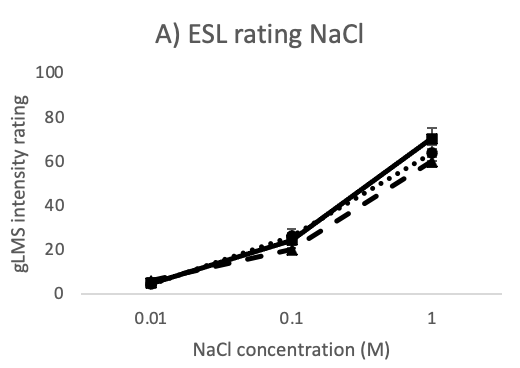 A) ESL rating NaCl
100
80
60
40
20
0
gLMS intensity rating
0.01 0.1 1
NaCl concentration (M)